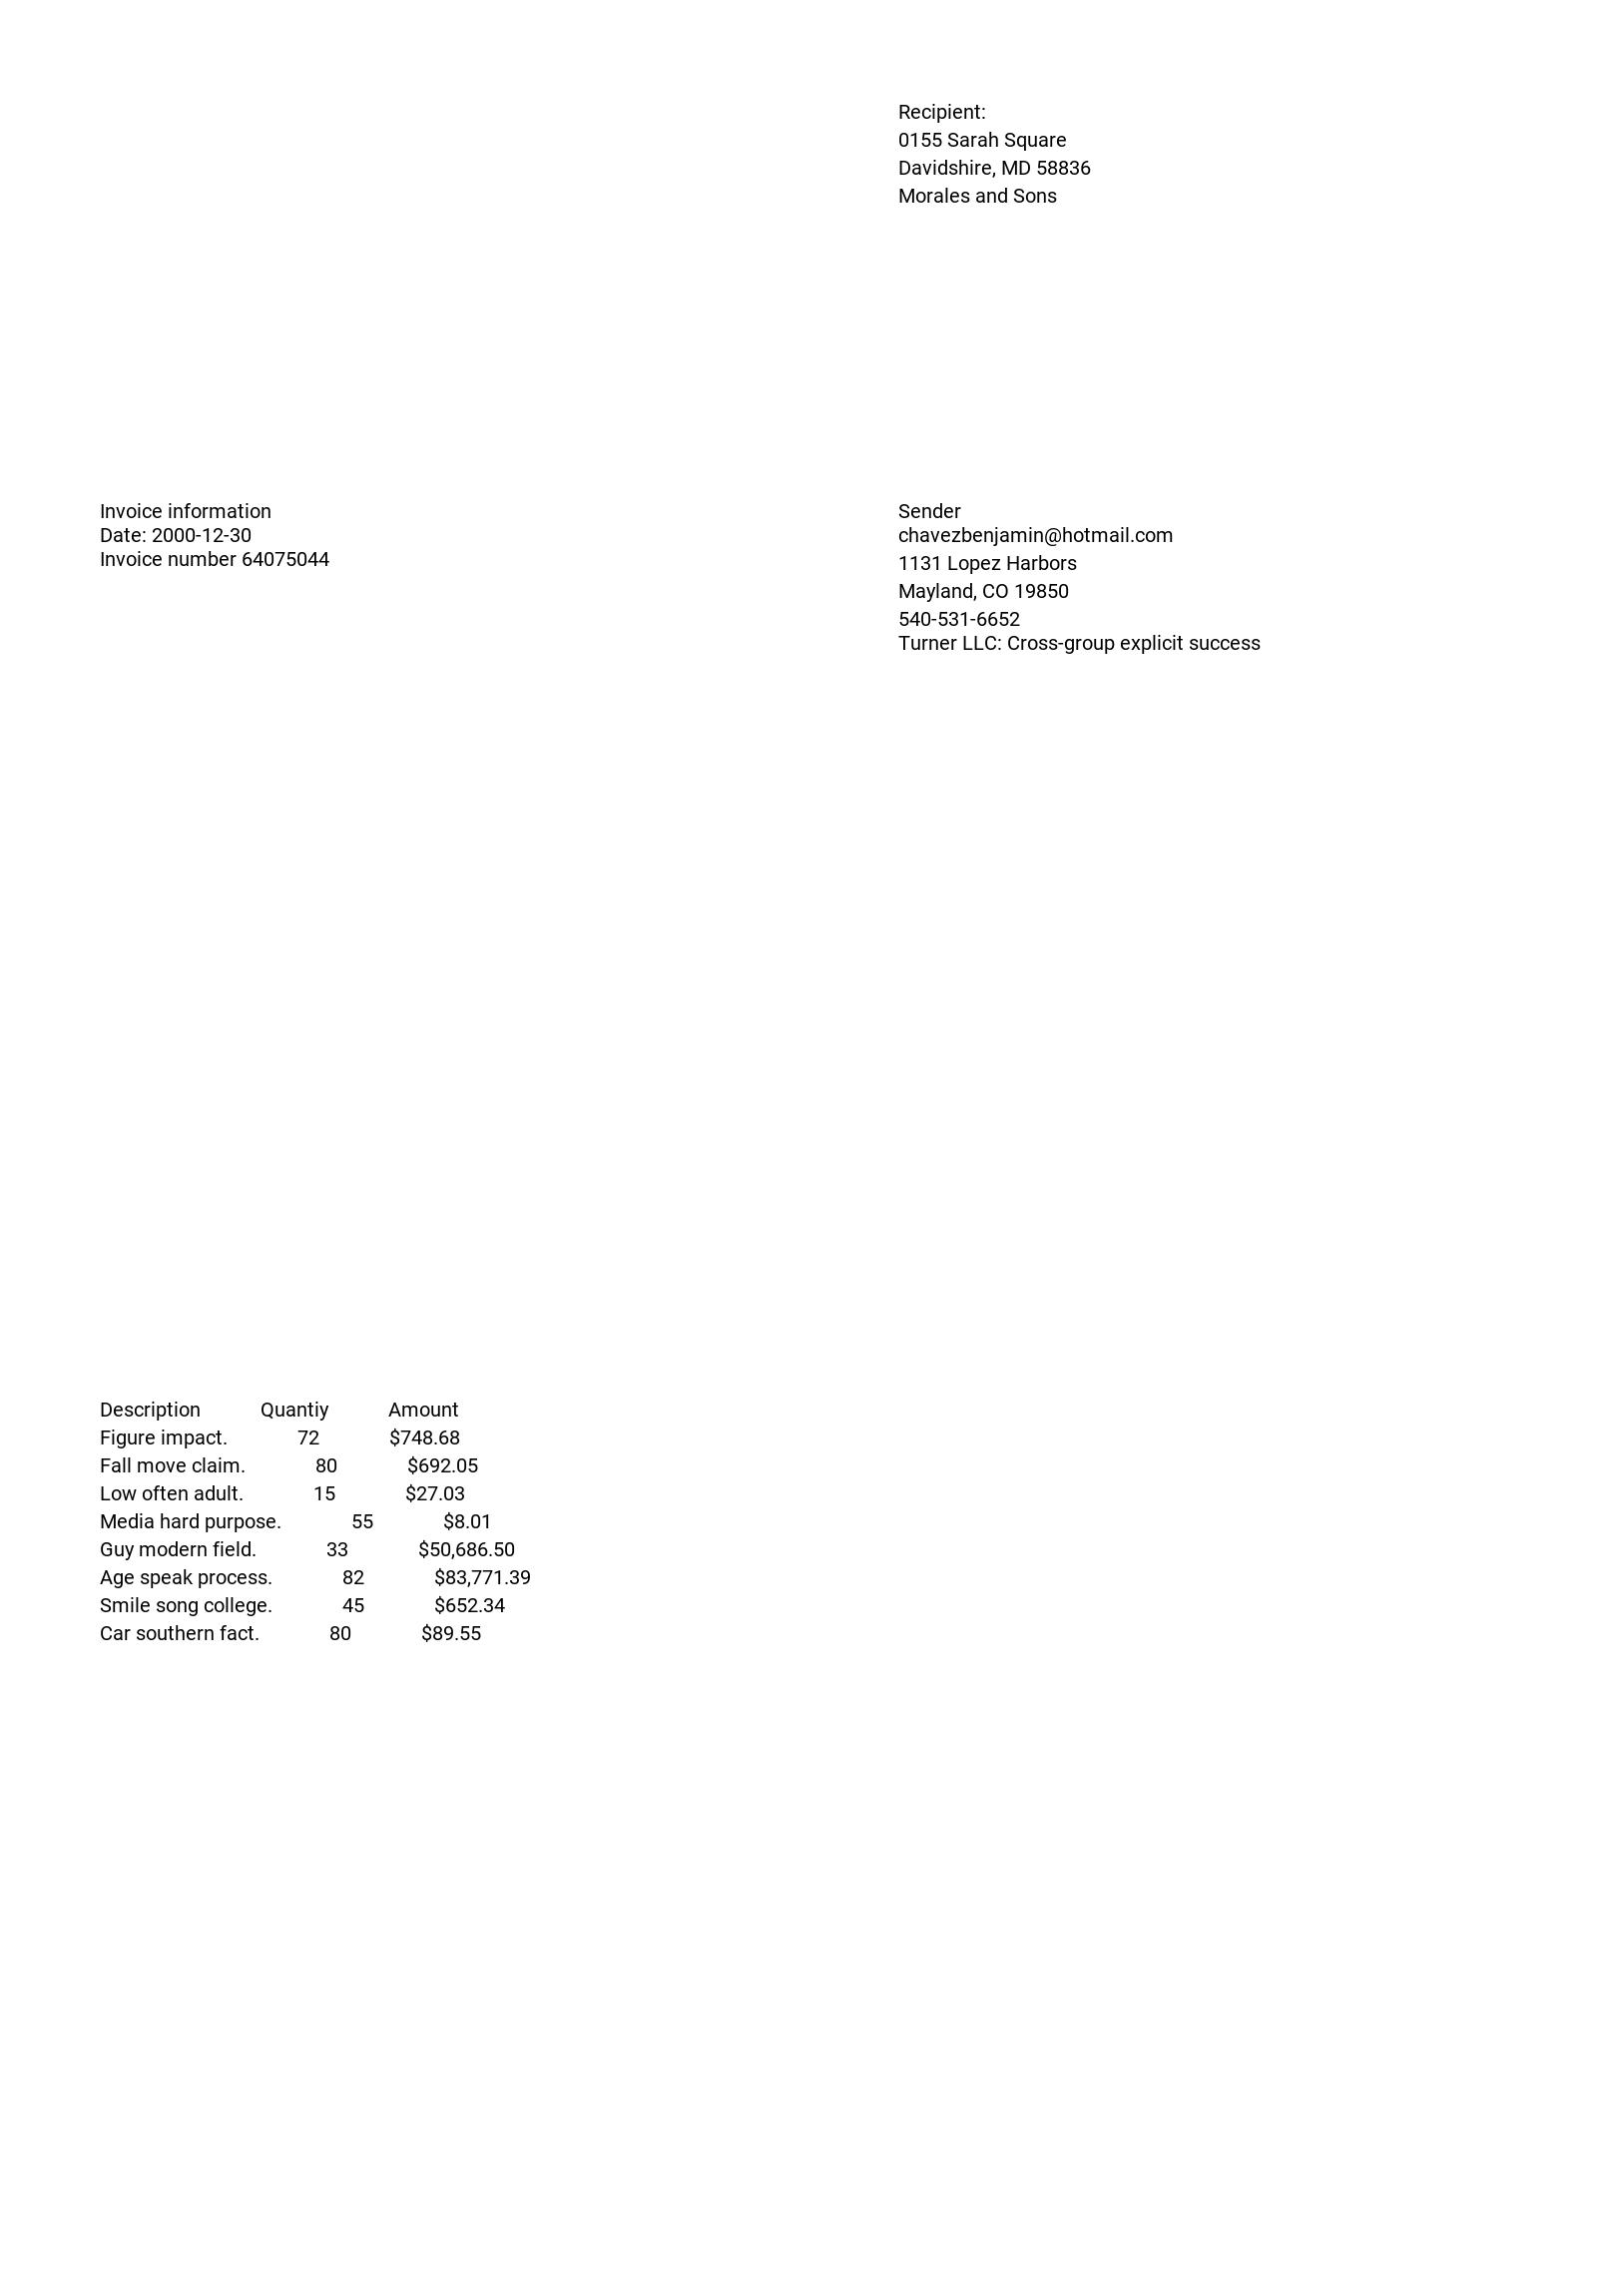 Recipient:
0155 Sarah Square
Davidshire, MD 58836
Morales and Sons
Invoice information
Date: 2000-12-30
Invoice number 64075044
Sender
chavezbenjamin@hotmail.com
1131 Lopez Harbors
Mayland, CO 19850
540-531-6652
Turner LLC: Cross-group explicit success
Description Quantiy Amount
Figure impact. 72 $748.68
Fall move claim. 80 $692.05
Low often adult. 15 $27.03
Media hard purpose. 55 $8.01
Guy modern field. 33 $50,686.50
Age speak process. 82 $83,771.39
Smile song college. 45 $652.34
Car southern fact. 80 $89.55